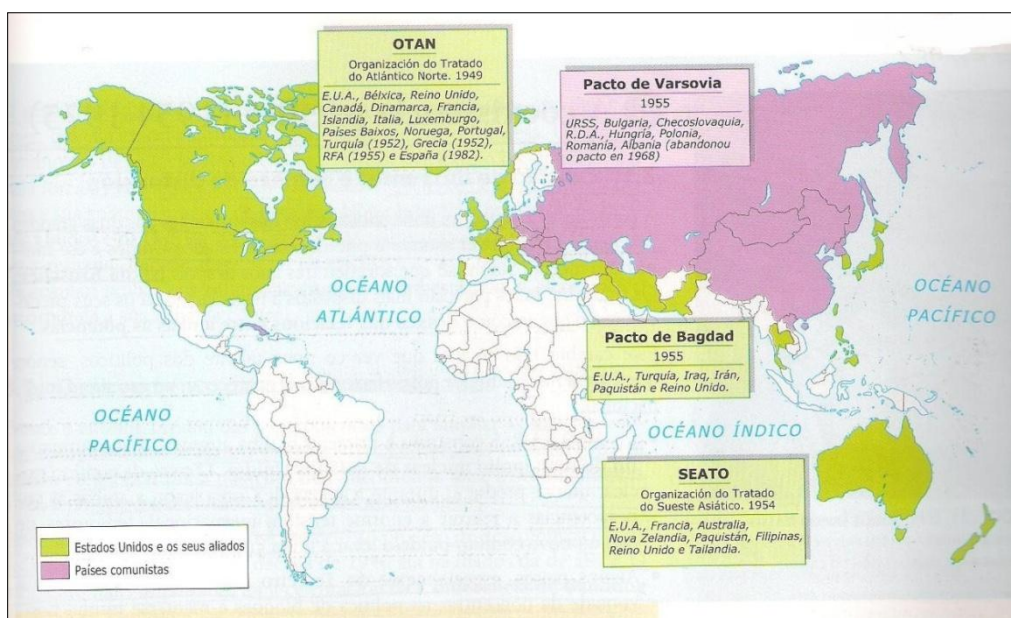 OTAN
Organización do Tratado
do Atlántico Norte. 1949
E.U.A., Bélxica, Reino Unido,
Canadá, Dinamarca, Francia,
Islandia, Italia, Luxemburgo,
Países Baixos, Noruega, Portugal,
Turquía (1952), Grecia (1952),
RFA (1955) e España (1982).
Pacto de Varsovia
1955
URSS, Bulgaria, Checoslovaquia,
R.D.A., Hungría, Polonia,
Romanía, Albania (abandonou
o pacto en 1968)
OCÉANO
ATLÁNTICO
OCÉANO
PACÍFICO
Pacto de Bagdad
1955
E.U.A., Turquía, Iraq, Irán,
Paquistán e Reino Unido.
OCÉANO
PACÍFICO
OCÉANO ÍNDICO
SEATO
Organización do Tratado
do Sueste Asiático. 1954
E.U.A., Francia, Australia,
Nova Zelandia, Paquistán, Filipinas,
Reino Unido e Tailandia.
Estados Unidos e os seus aliados
Países comunistas